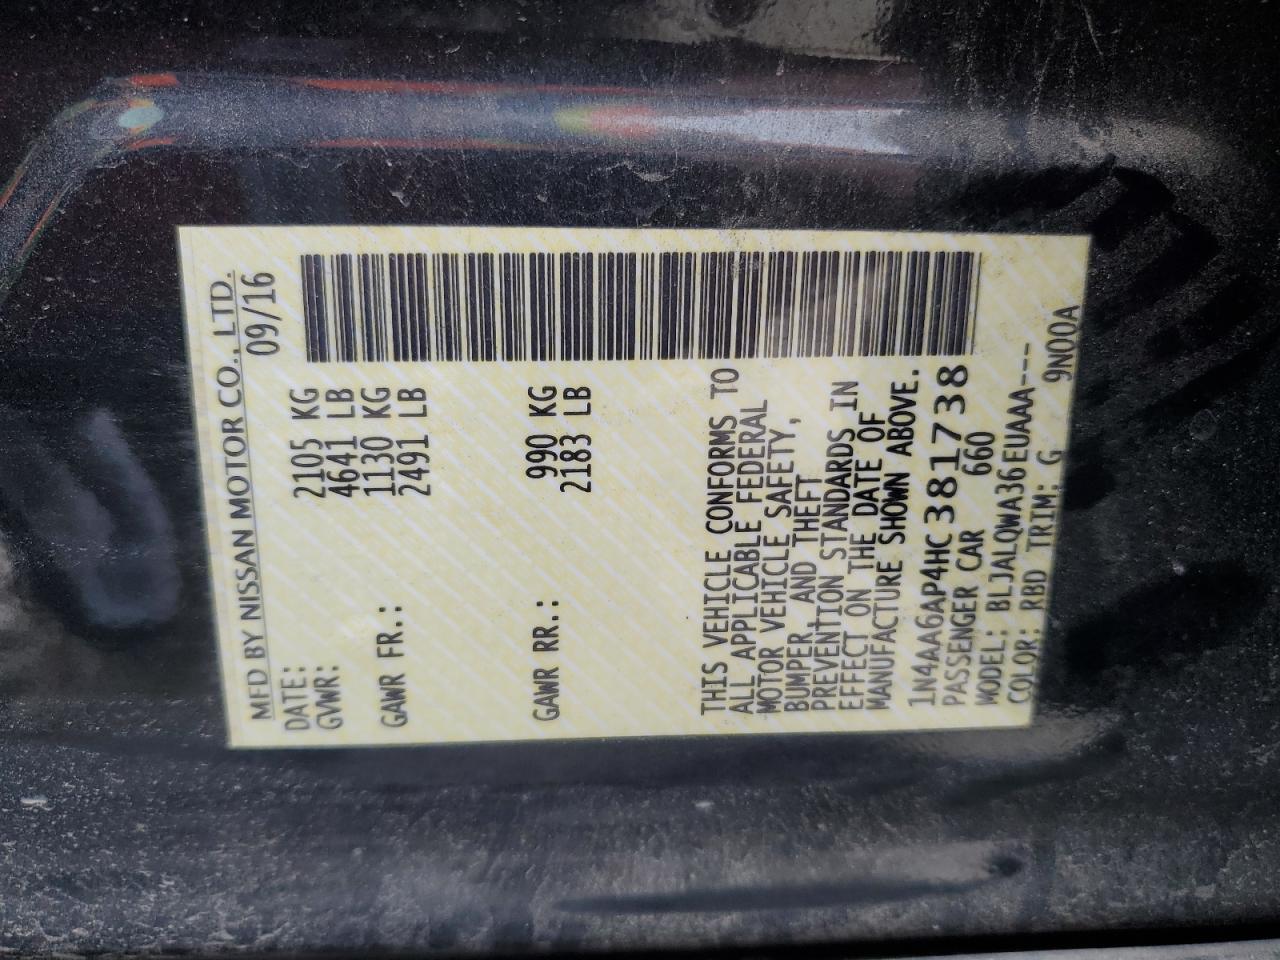 MFD BY NISSAN MOTOR CO., LTD.
DATE: 09/16
GVWR: 2105 KG
4641 LB
GAWR FR.: 1130 KG
2491 LB
GAWR RR.: 990 KG
2183 LB
THIS VEHICLE CONFORMS TO
ALL APPLICABLE FEDERAL
MOTOR VEHICLE SAFETY,
BUMPER, AND THEFT
PREVENTION STANDARDS IN
EFFECT ON THE DATE OF
MANUFACTURE SHOWN ABOVE.
1N4AA6AP4HC381738
PASSENGER CAR 660
MODEL: BLJALQWA36EUAAA---
COLOR: RBD TRIM: G 9N00A